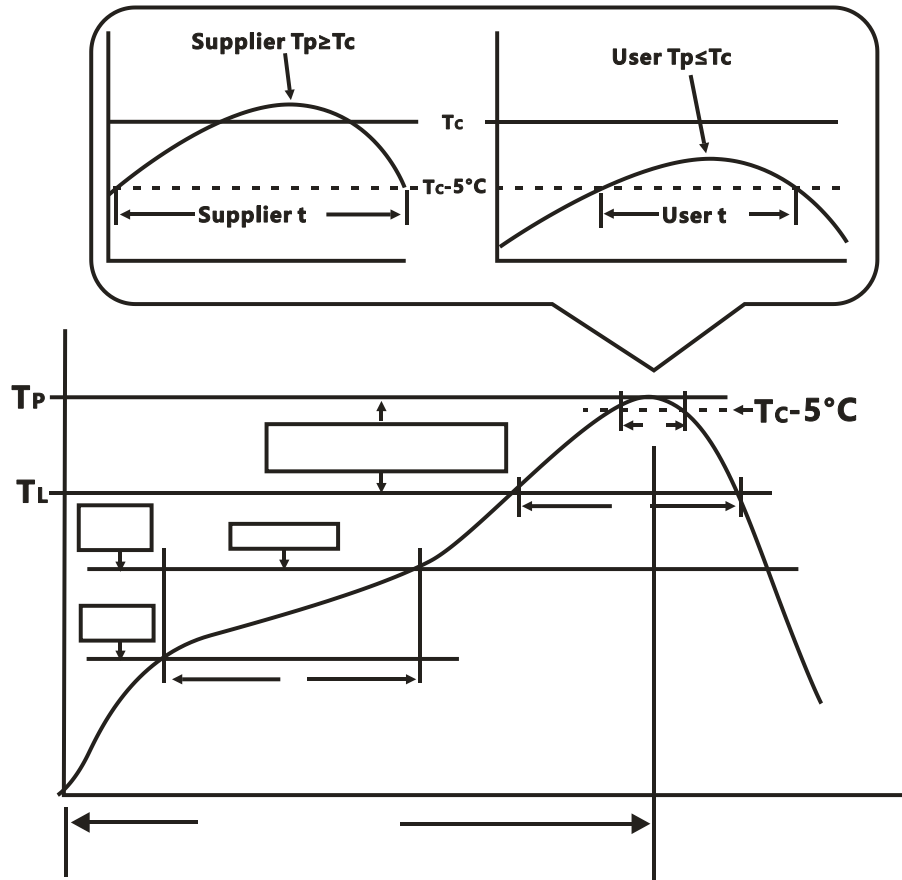 Supplier Tp≥Tc
User Tp≤Tc
Tc
Tc-5°C
Supplier t
User t
TP
Tc-5°C
TL